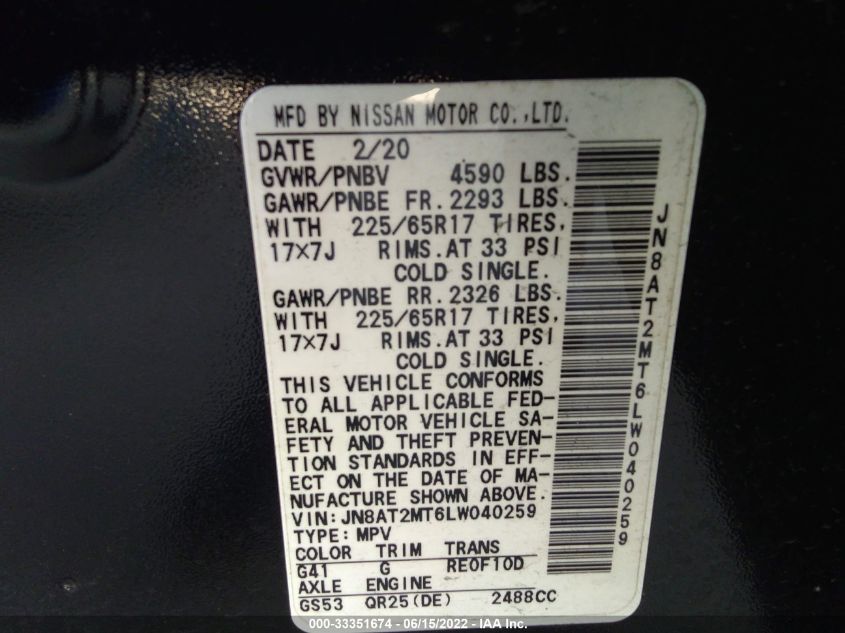 MFD BY NISSAN MOTOR CO.,LTD.
DATE 2/20
GVWR/PNBV 4590 LBS.
GAWR/PNBE FR.2293 LBS.
WITH 225/65R17 TIRES,
17×7J RIMS.AT 33 PSI
COLD SINGLE.
GAWR/PNBE RR.2326 LBS.
WITH 225/65R17 TIRES,
17×7J RIMS.AT 33 PSI
COLD SINGLE.
THIS VEHICLE CONFORMS
TO ALL APPLICABLE FED-
ERAL MOTOR VEHICLE SA-
FETY AND THEFT PREVEN-
TION STANDARDS IN EFF-
ECT ON THE DATE OF MA-
NUFACTURE SHOWN ABOVE.
VIN:JN8AT2MT6LW040259
TYPE:MPV
COLOR TRIM TRANS
G41 G RE0F10D
AXLE ENGINE
GS53 QR25(DE) 2488CC
JN8AT2MT6LW040259
000-33351674 - 06/15/2022 - IAA Inc.